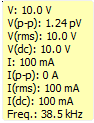 V: 10.0 V
V(p-p): 1.24 pV
V(rms): 10.0 V
V(dc): 10.0 V
I: 100 mA
I(p-p): 0 A
I(rms): 100 mA
I(dc): 100 mA
Freq.: 38.5 kHz